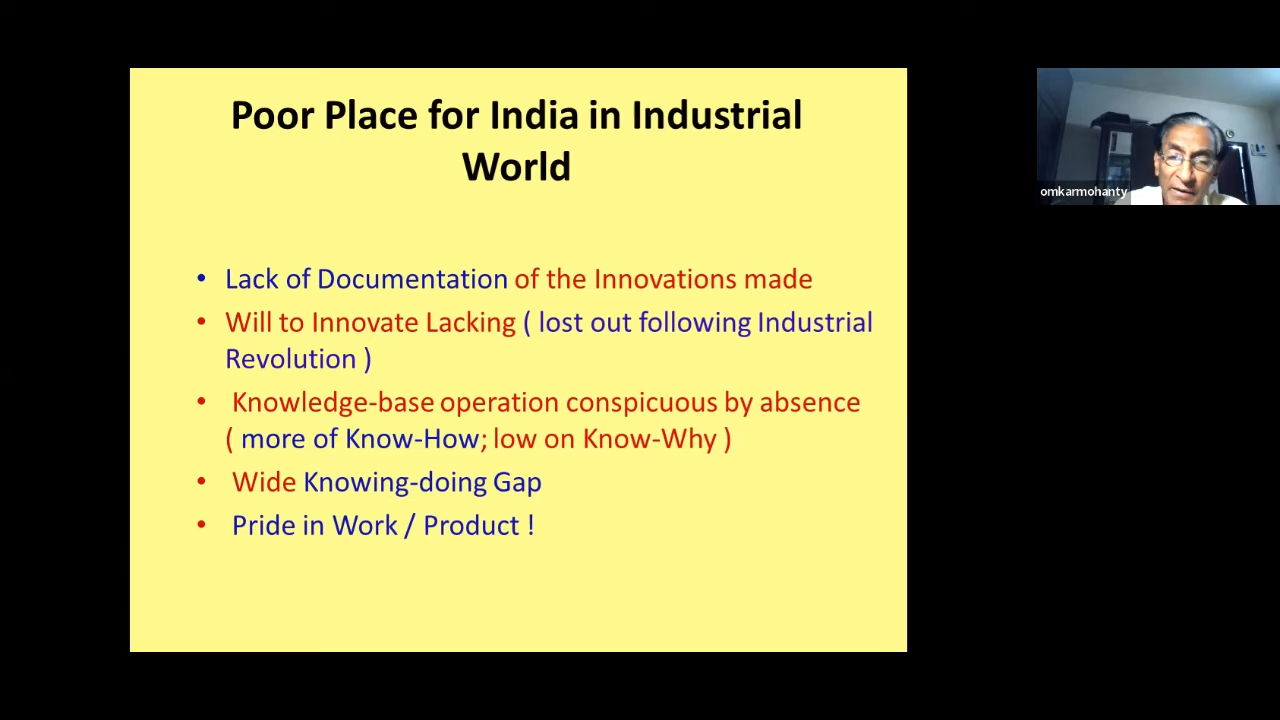 Poor Place for India in Industrial
World
• Lack of Documentation of the Innovations made
• Will to Innovate Lacking ( lost out following Industrial
Revolution )
• Knowledge-base operation conspicuous by absence
( more of Know-How; low on Know-Why )
• Wide Knowing-doing Gap
• Pride in Work / Product !
omkarmohanty